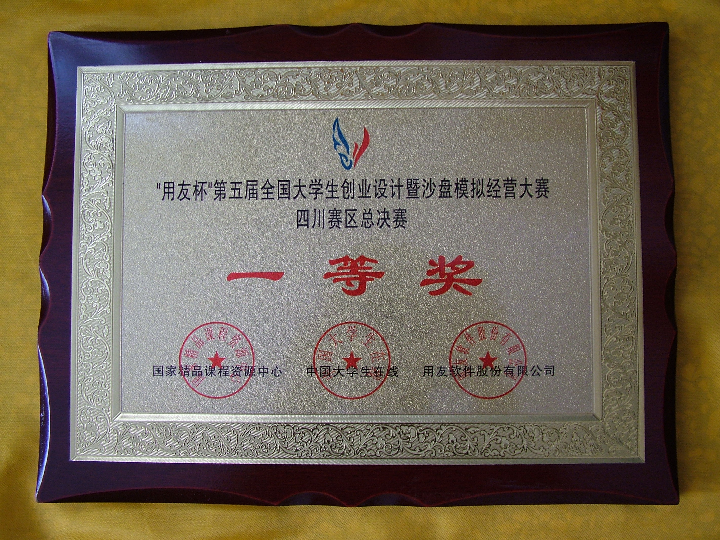 "用友杯"第五届全国大学生创业设计暨沙盘模拟经营大赛
四川赛区总决赛
一等奖
国家精品课程资源中心 中国大学生在线 用友软件股份有限公司